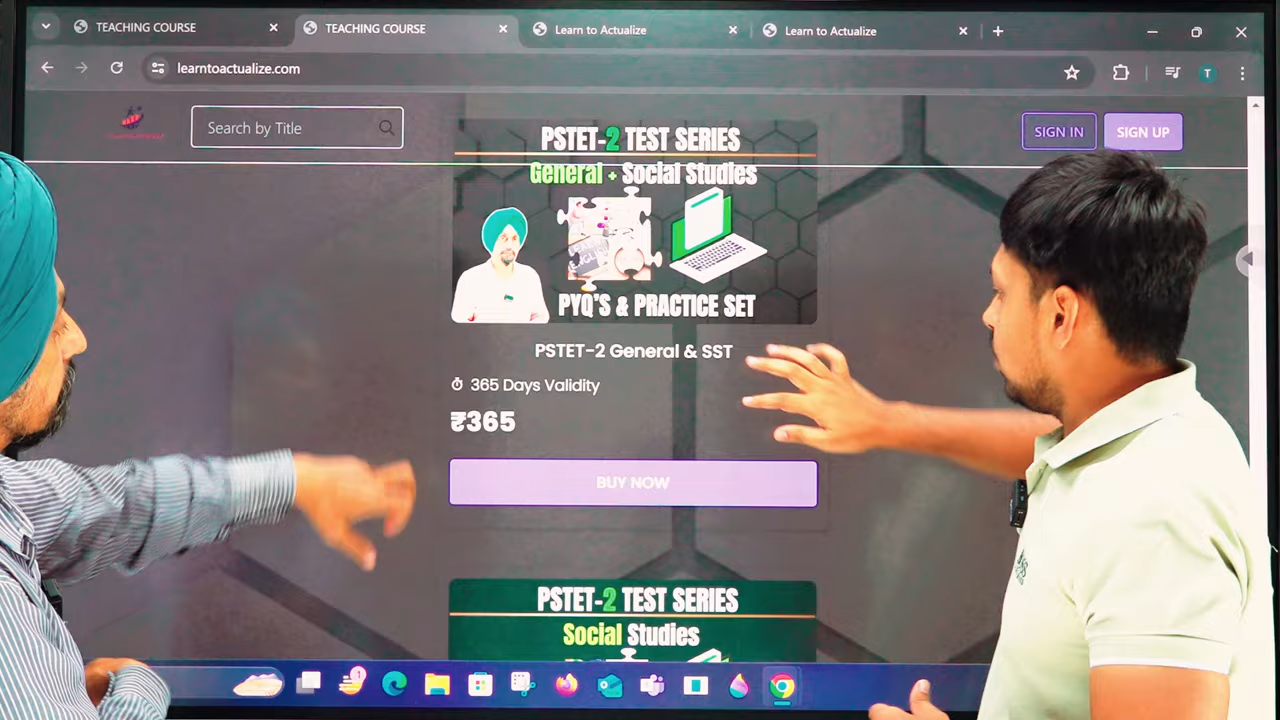 TEACHING COURSE
TEACHING COURSE
Learn to Actualize
Learn to Actualize
learntoactualize.com
T
Search by Title
SIGN IN
SIGN UP
PSTET-2 TEST SERIES
General + Social Studies
PYQ'S & PRACTICE SET
PSTET-2 General & SST
365 Days Validity
₹365
BUY NOW
PSTET-2 TEST SERIES
Social Studies
1